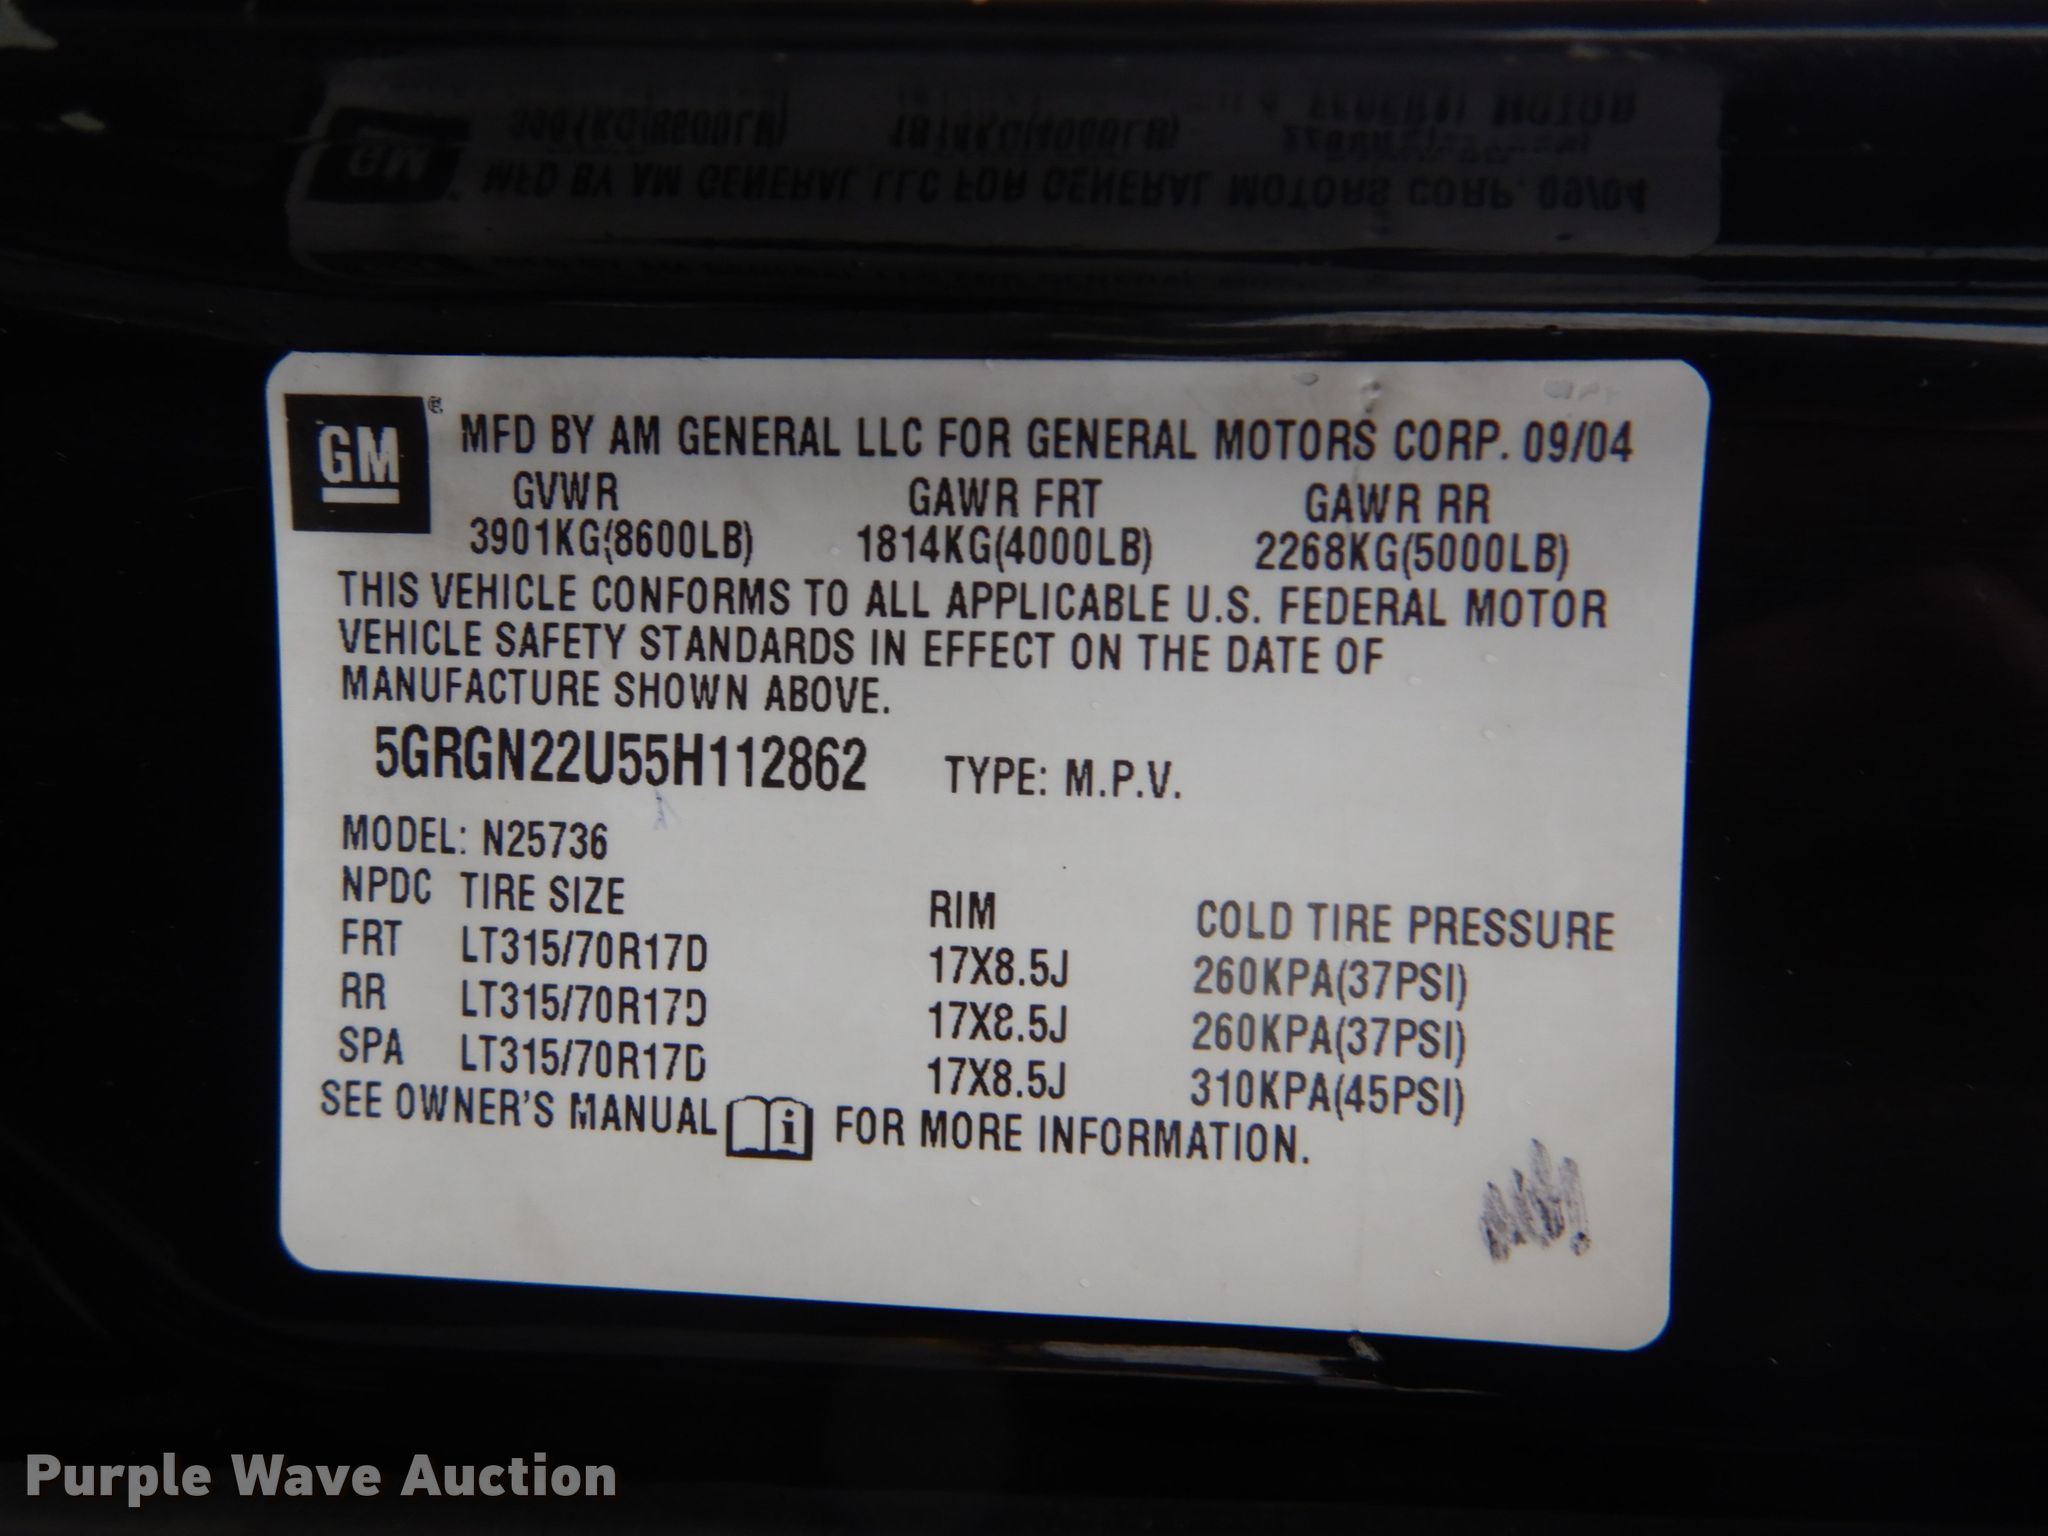 GM ® MFD BY AM GENERAL LLC FOR GENERAL MOTORS CORP. 09/04
GVWR GAWR FRT GAWR RR
3901KG(8600LB) 1814KG(4000LB) 2268KG(5000LB)
THIS VEHICLE CONFORMS TO ALL APPLICABLE U.S. FEDERAL MOTOR
VEHICLE SAFETY STANDARDS IN EFFECT ON THE DATE OF
MANUFACTURE SHOWN ABOVE.
5GRGN22U55H112862 TYPE: M.P.V.
MODEL: N25736
NPDC TIRE SIZE RIM COLD TIRE PRESSURE
FRT LT315/70R17D 17X8.5J 260KPA(37PSI)
RR LT315/70R17D 17X8.5J 260KPA(37PSI)
SPA LT315/70R17D 17X8.5J 310KPA(45PSI)
SEE OWNER'S MANUAL i FOR MORE INFORMATION.
Purple Wave Auction